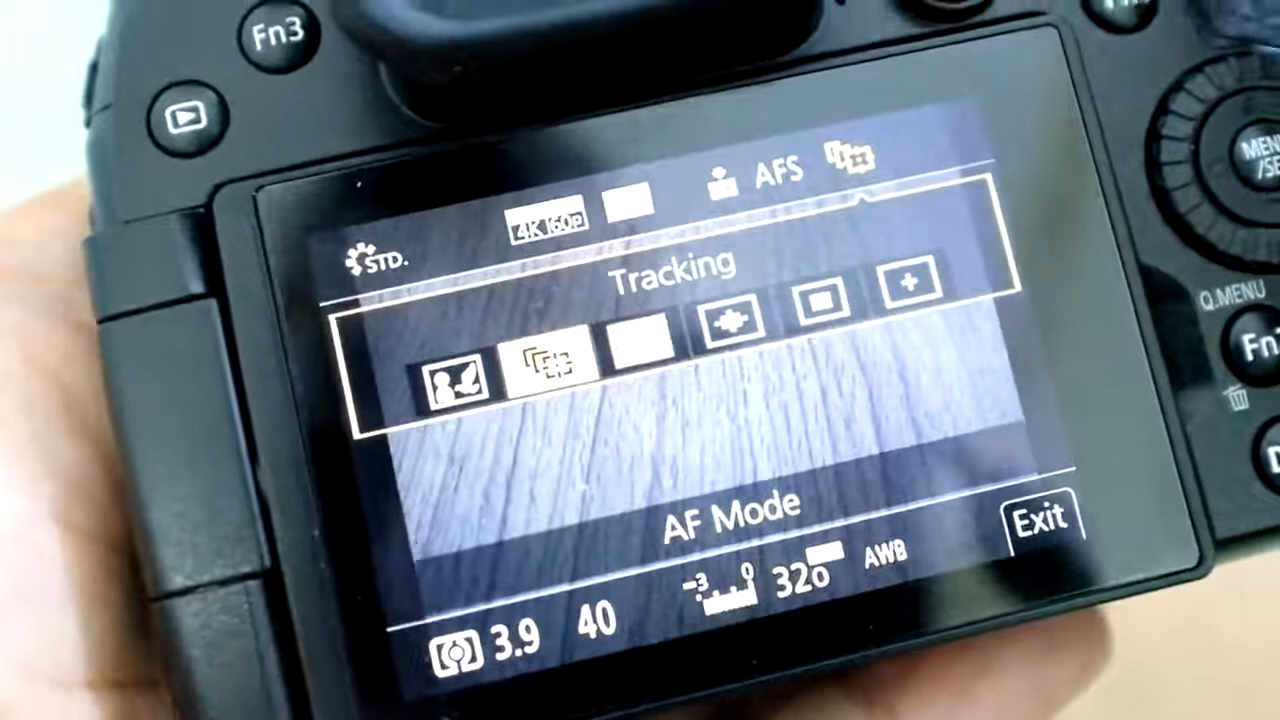 Fn3
MENU
/SE
4K 60p
AFS
STD.
Tracking
Q.MENU
Fn
AF Mode
Exit
3.9
40
-3
0
320
AWB